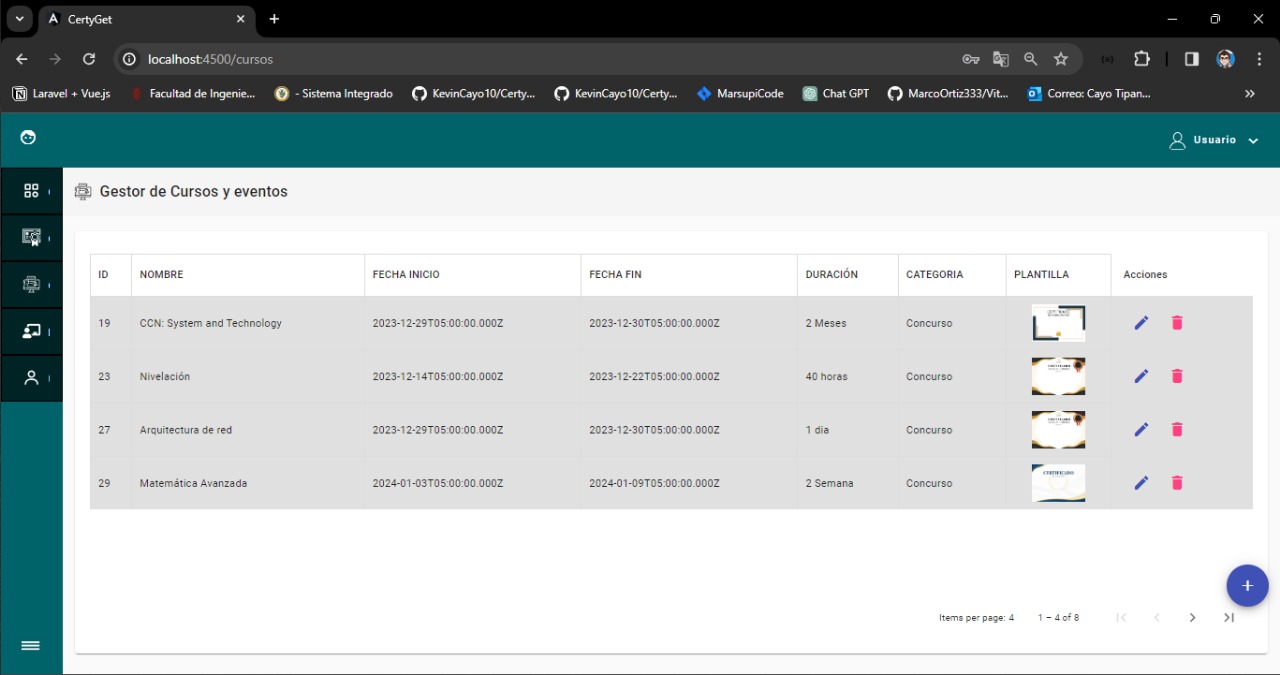 CertyGet
localhost:4500/cursos
Laravel + Vue.js
Facultad de Ingenie...
- Sistema Integrado
KevinCayo10/Certy...
KevinCayo10/Certy...
MarsupiCode
Chat GPT
MarcoOrtiz333/Vit...
Correo: Cayo Tipan...
Usuario
Gestor de Cursos y eventos
ID NOMBRE FECHA INICIO FECHA FIN DURACIÓN CATEGORIA PLANTILLA Acciones
19 CCN: System and Technology 2023-12-29T05:00:00.000Z 2023-12-30T05:00:00.000Z 2 Meses Concurso
23 Nivelación 2023-12-14T05:00:00.000Z 2023-12-22T05:00:00.000Z 40 horas Concurso
27 Arquitectura de red 2023-12-29T05:00:00.000Z 2023-12-30T05:00:00.000Z 1 dia Concurso
29 Matemática Avanzada 2024-01-03T05:00:00.000Z 2024-01-09T05:00:00.000Z 2 Semana Concurso
CERTIFICADO
Items per page: 4 1 – 4 of 8